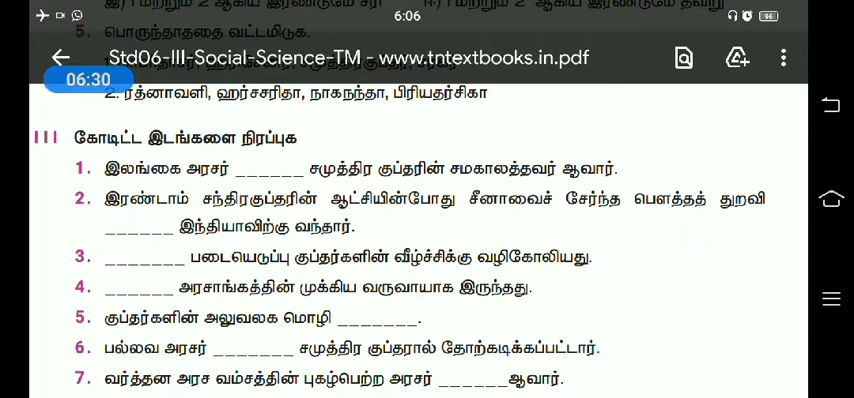 6:06
96
5. பொருந்தாததை வட்டமிடுக.
Std06-III-Social-Science-TM - www.tntextbooks.in.pdf
06:30
2. ரத்னாவளி, ஹர்சசரிதா, நாகநந்தா, பிரியதர்சிகா
III கோடிட்ட இடங்களை நிரப்புக
1. இலங்கை அரசர் ______ சமுத்திர குப்தரின் சமகாலத்தவர் ஆவார்.
2. இரண்டாம் சந்திரகுப்தரின் ஆட்சியின்போது சீனாவைச் சேர்ந்த பௌத்தத் துறவி
______ இந்தியாவிற்கு வந்தார்.
3. _______ படையெடுப்பு குப்தர்களின் வீழ்ச்சிக்கு வழிகோலியது.
4. ______ அரசாங்கத்தின் முக்கிய வருவாயாக இருந்தது.
5. குப்தர்களின் அலுவலக மொழி _______.
6. பல்லவ அரசர் _______ சமுத்திர குப்தரால் தோற்கடிக்கப்பட்டார்.
7. வர்த்தன அரச வம்சத்தின் புகழ்பெற்ற அரசர் ______ஆவார்.